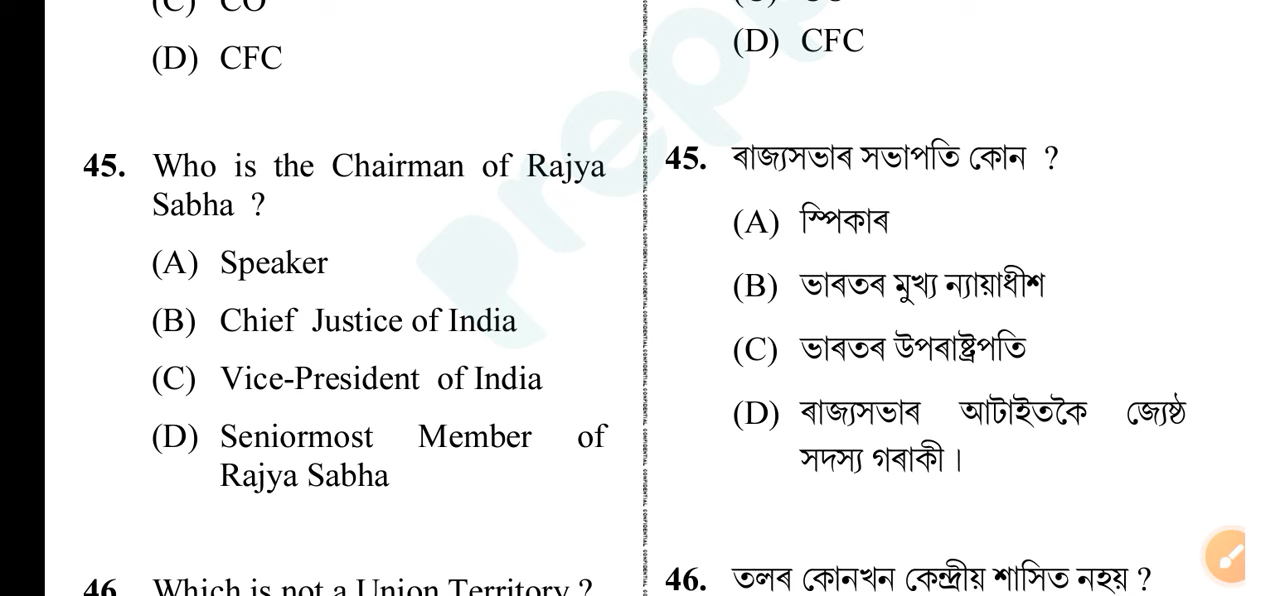 (C) CO
(D) CFC
45. Who is the Chairman of Rajya
Sabha ?
(A) Speaker
(B) Chief Justice of India
(C) Vice-President of India
(D) Seniormost Member of
Rajya Sabha
46. Which is not a Union Territory ?
(D) CFC
45. ৰাজ্যসভাৰ সভাপতি কোন ?
(A) স্পিকাৰ
(B) ভাৰতৰ মুখ্য ন্যায়াধীশ
(C) ভাৰতৰ উপৰাষ্ট্ৰপতি
(D) ৰাজ্যসভাৰ আটাইতকৈ জ্যেষ্ঠ
সদস্য গৰাকী।
46. তলৰ কোনখন কেন্দ্ৰীয় শাসিত নহয় ?